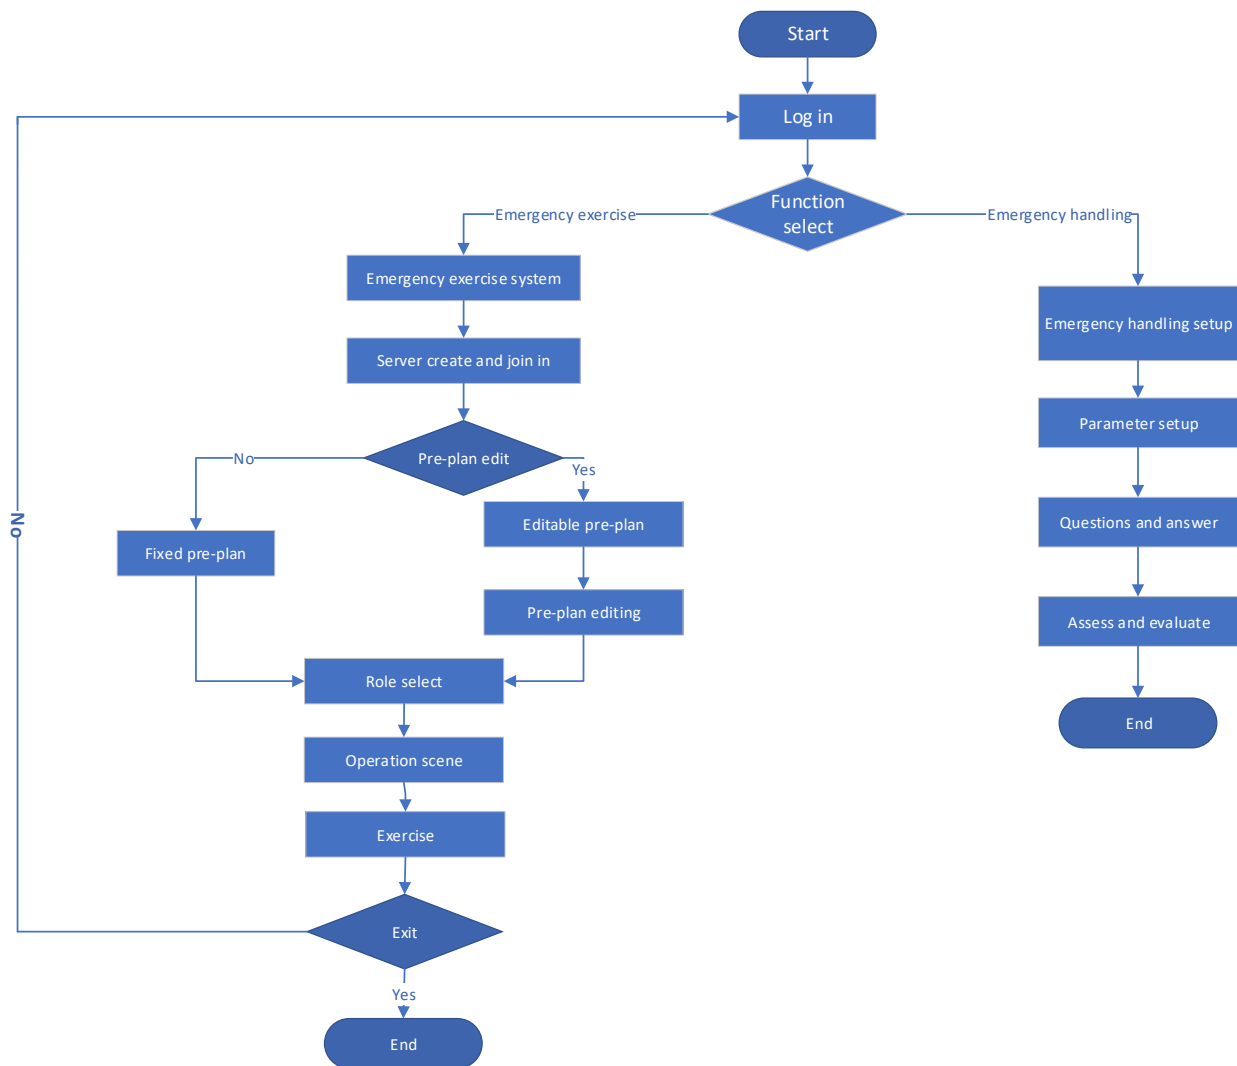 Start
Log in
Function
select
Emergency exercise
Emergency handling
Emergency exercise system
Server create and join in
Pre-plan edit
No
Yes
Fixed pre-plan
Editable pre-plan
Pre-plan editing
Role select
Operation scene
Exercise
Exit
No
Yes
End
Emergency handling setup
Parameter setup
Questions and answer
Assess and evaluate
End